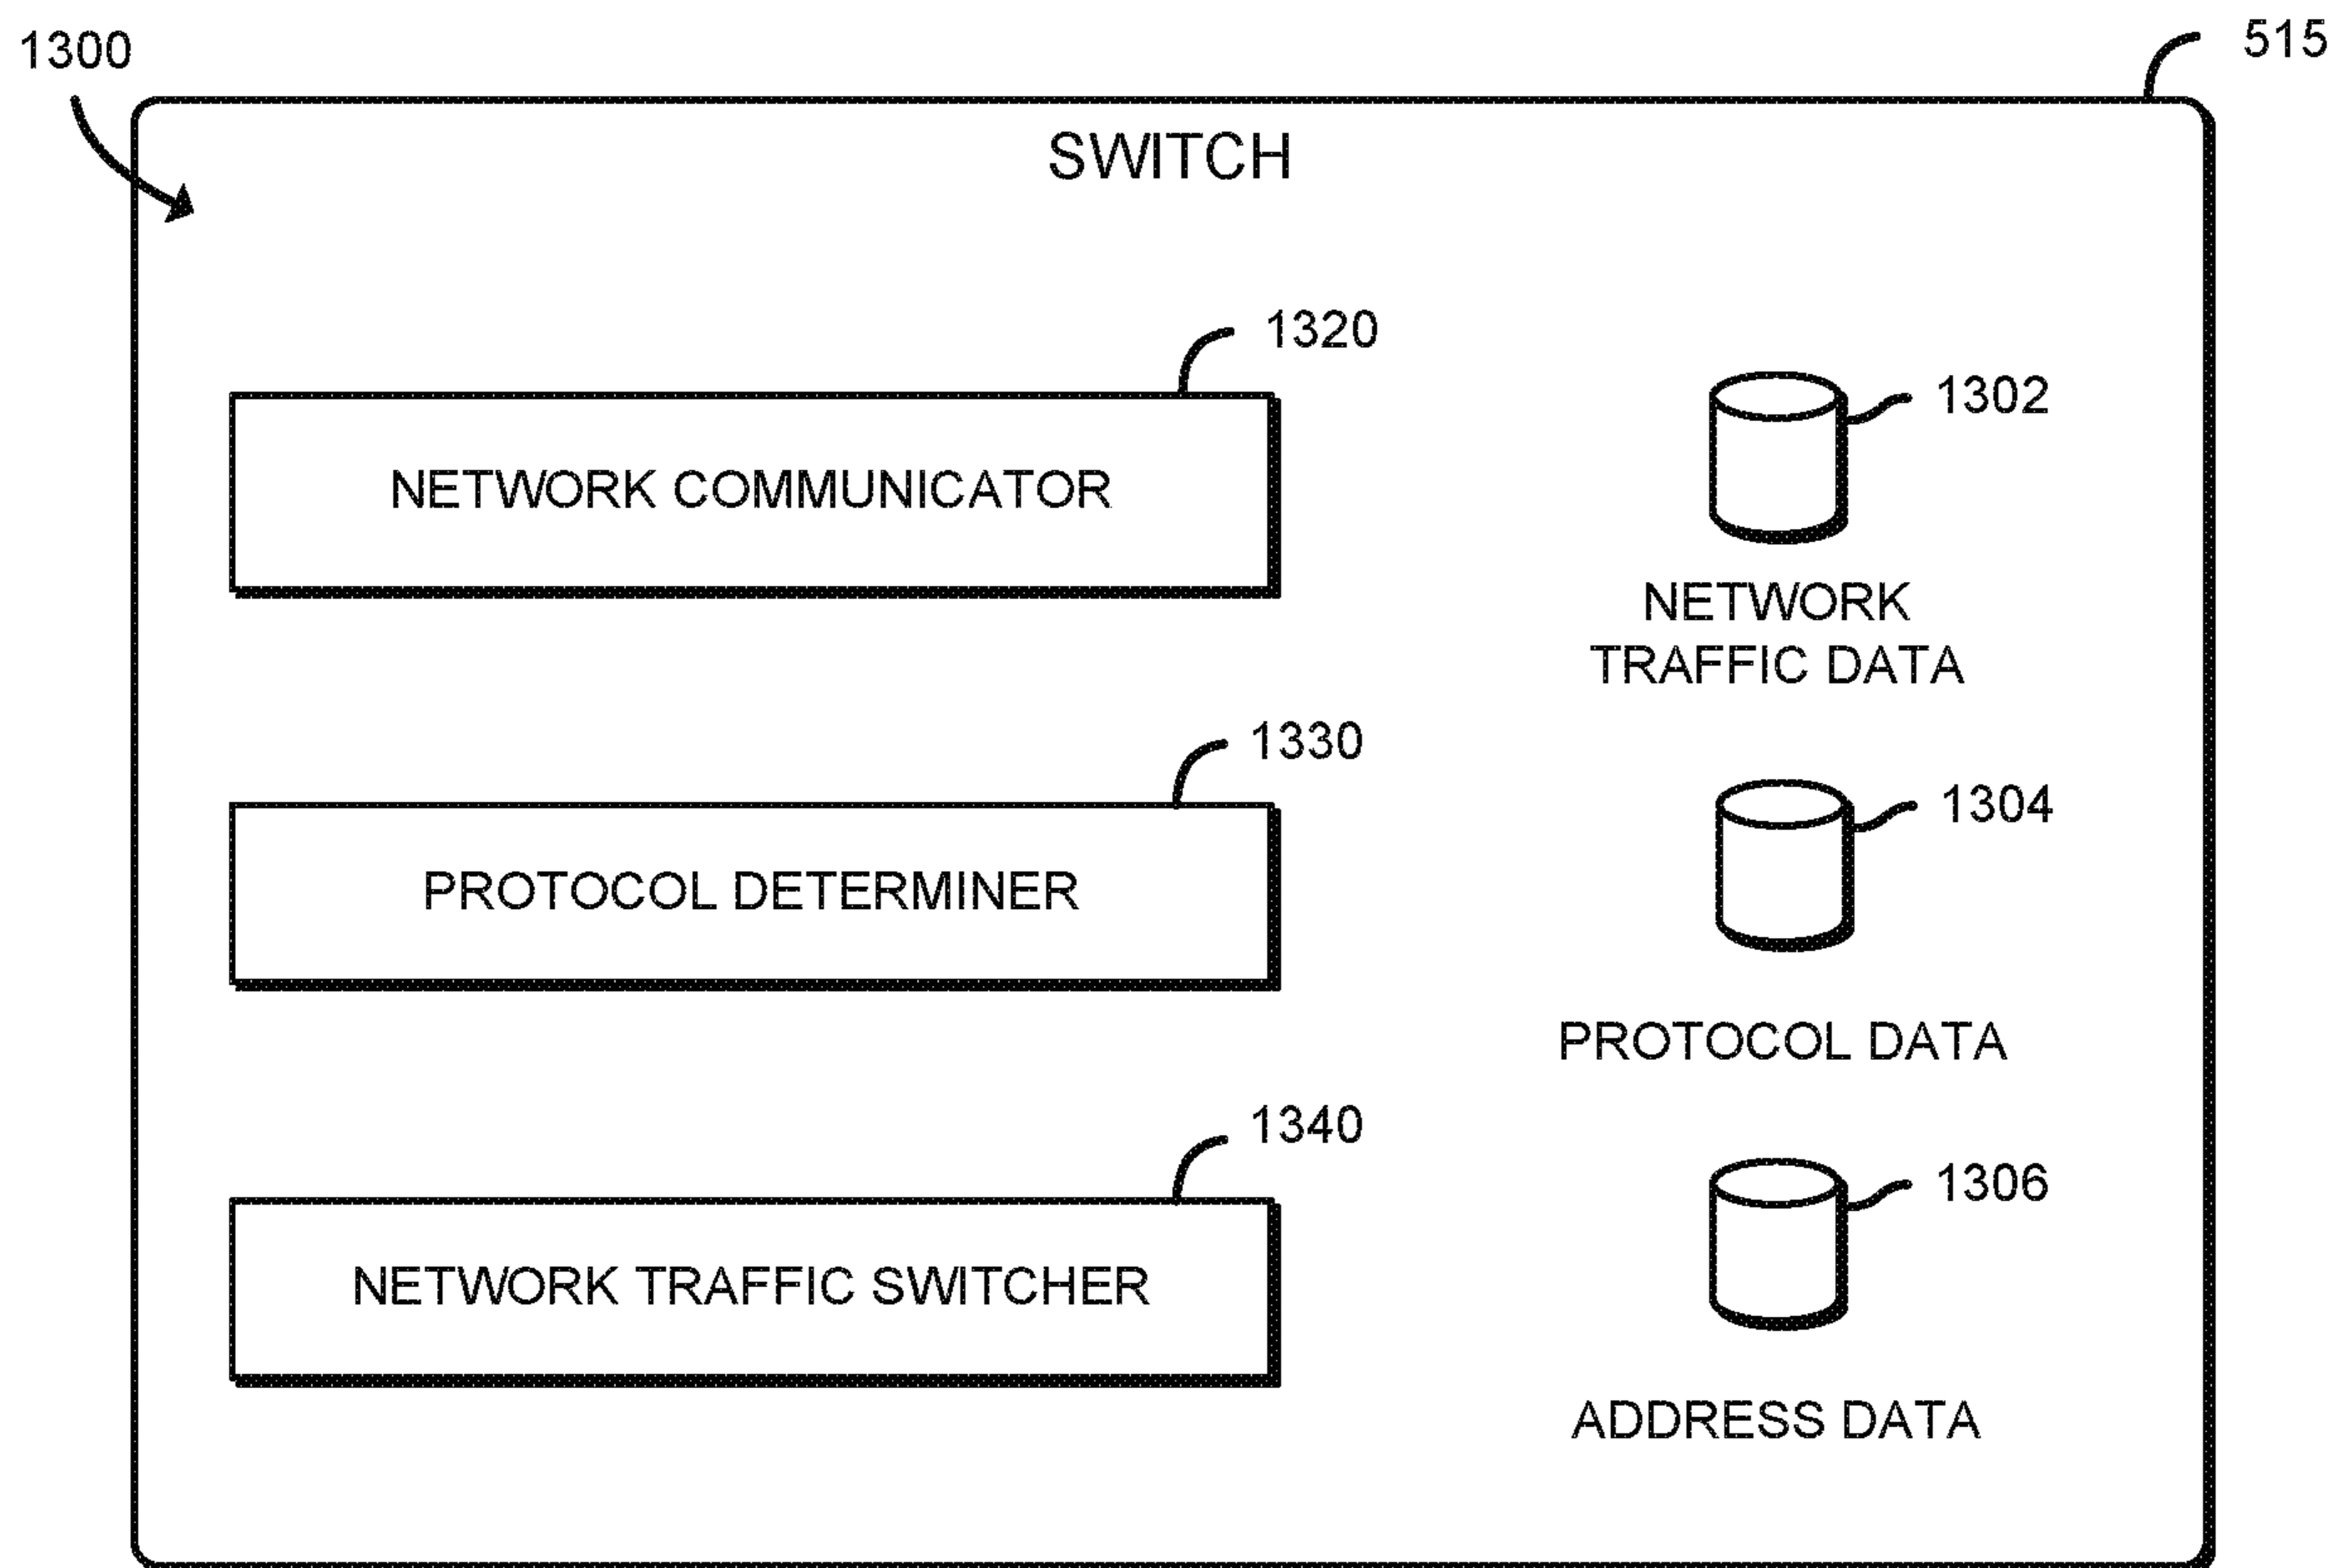 1300
515
SWITCH
1320
NETWORK COMMUNICATOR
1302
NETWORK
TRAFFIC DATA
1330
PROTOCOL DETERMINER
1304
PROTOCOL DATA
1340
NETWORK TRAFFIC SWITCHER
1306
ADDRESS DATA